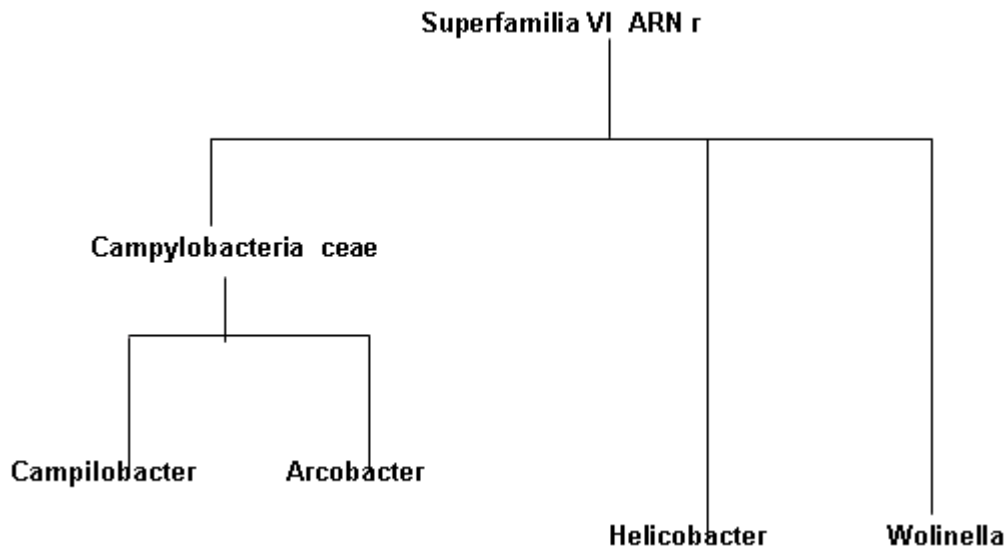 Superfamilia VI ARN r
Campylobacteria ceae
Campilobacter
Arcobacter
Helicobacter
Wolinella